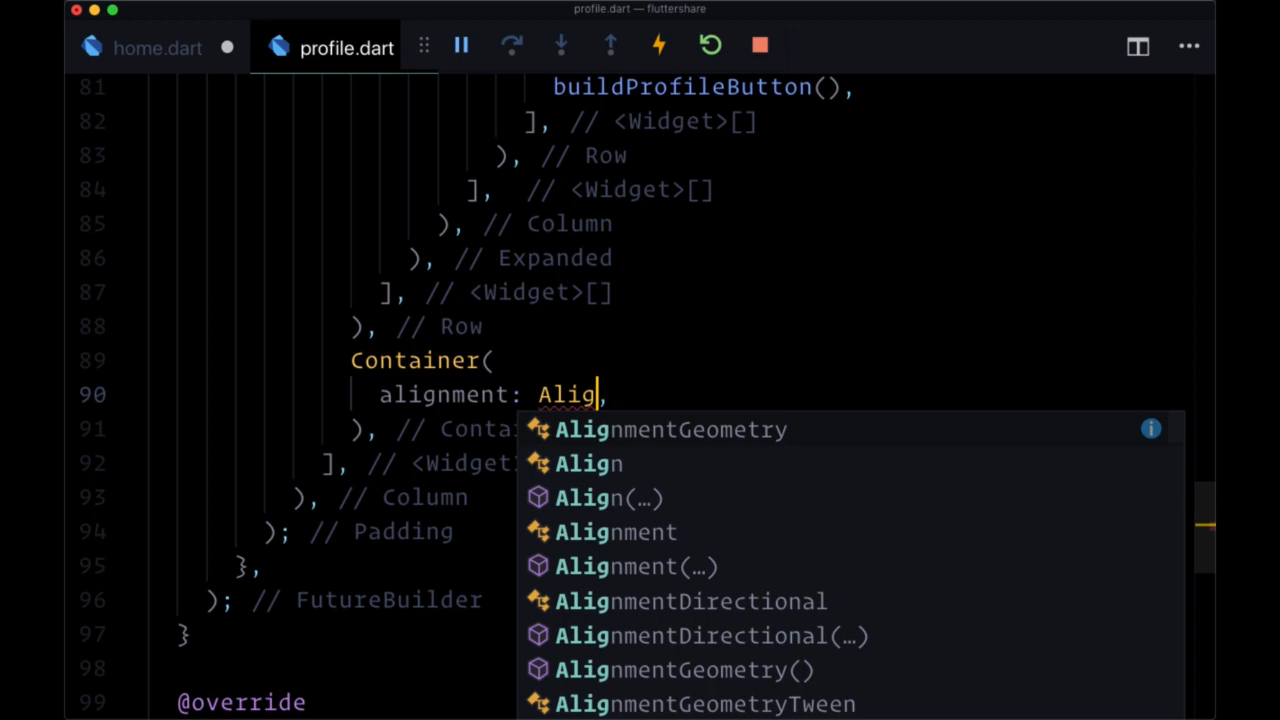 profile.dart — fluttershare
home.dart
profile.dart
81 buildProfileButton(),
82 ], // <Widget>[]
83 ), // Row
84 ], // <Widget>[]
85 ), // Column
86 ), // Expanded
87 ], // <Widget>[]
88 ), // Row
89 Container(
90 alignment: Alig,
91 ), // Conta
92 ], // <Widget
93 ), // Column
94 ); // Padding
95 },
96 ); // FutureBuilder
97 }
98
99 @override
AlignmentGeometry
Align
Align(…)
Alignment
Alignment(…)
AlignmentDirectional
AlignmentDirectional(…)
AlignmentGeometry()
AlignmentGeometryTween